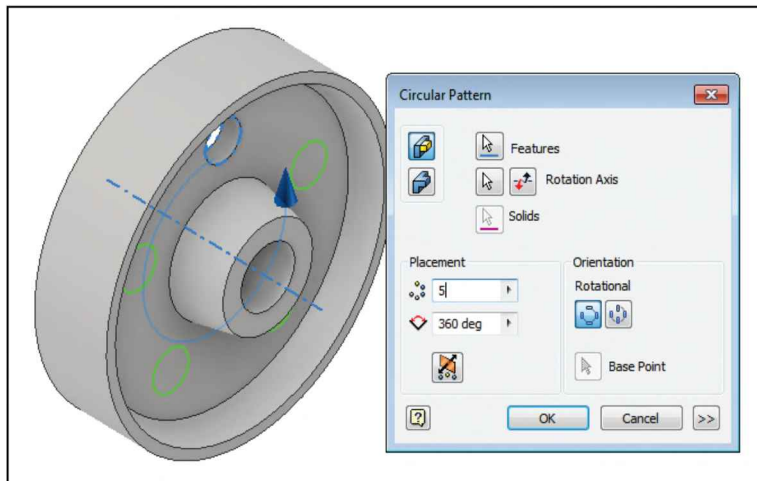 Circular Pattern
Features
Rotation Axis
Solids
Placement
5
360 deg
Orientation
Rotational
Base Point
OK
Cancel
>>